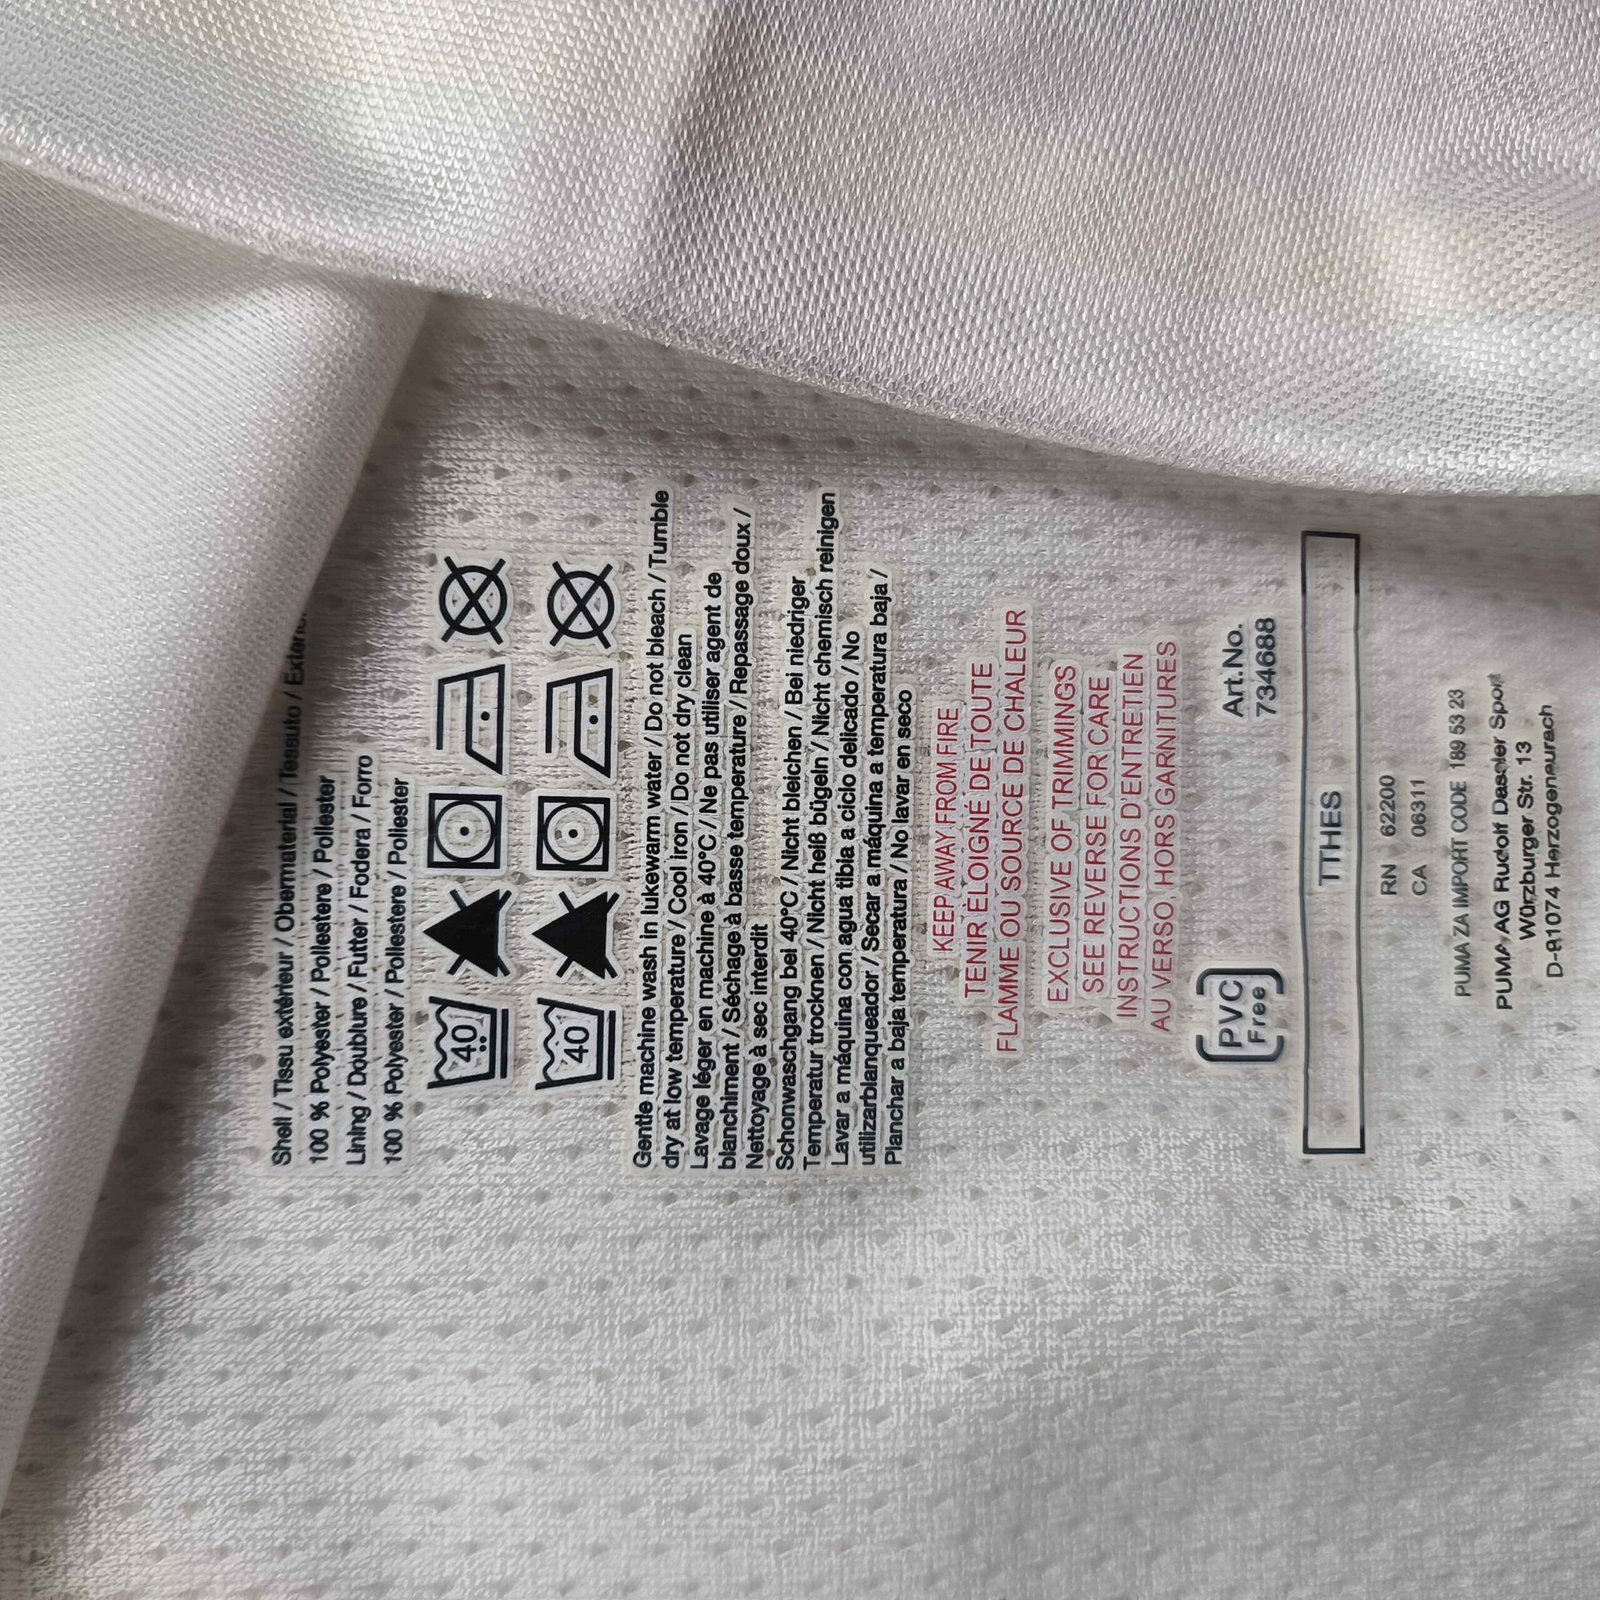 Shell / Tissu extérieur / Obermaterial / Tessuto /
100 % Polyester / Poliestere / Poliester
Lining / Doublure / Futter / Fodera / Forro
100 % Polyester / Poliestere / Poliester
40
40
Gentle machine wash in lukewarm water / Do not bleach / Tumble
dry at low temperature / Cool iron / Do not dry clean
Lavage léger en machine à 40°C / Ne pas utiliser agent de
blanchiment / Séchage à basse temperature / Repassage doux /
Nettoyage à sec interdit
Schonwaschgang bei 40°C / Nicht bleichen / Bei niedriger
Temperatur trocknen / Nicht heiß bügeln / Nicht chemisch reinigen
Lavar a máquina con agua tibia a ciclo delicado / No
utilizarblanqueador / Secar a máquina a temperatura baja /
Planchar a baja temperatura / No lavar en seco
KEEP AWAY FROM FIRE
TENIR ÉLOIGNÉ DE TOUTE
FLAMME OU SOURCE DE CHALEUR
EXCLUSIVE OF TRIMMINGS
SEE REVERSE FOR CARE
INSTRUCTIONS D'ENTRETIEN
AU VERSO, HORS GARNITURES
PVC
Free
Art.No.
734688
TTHES
RN 62200
CA 06311
PUMA ZA IMPORT CODE 189 53 23
PUMA AG Rudolf Dassler Sport
Würzburger Str. 13
D-91074 Herzogenaurach